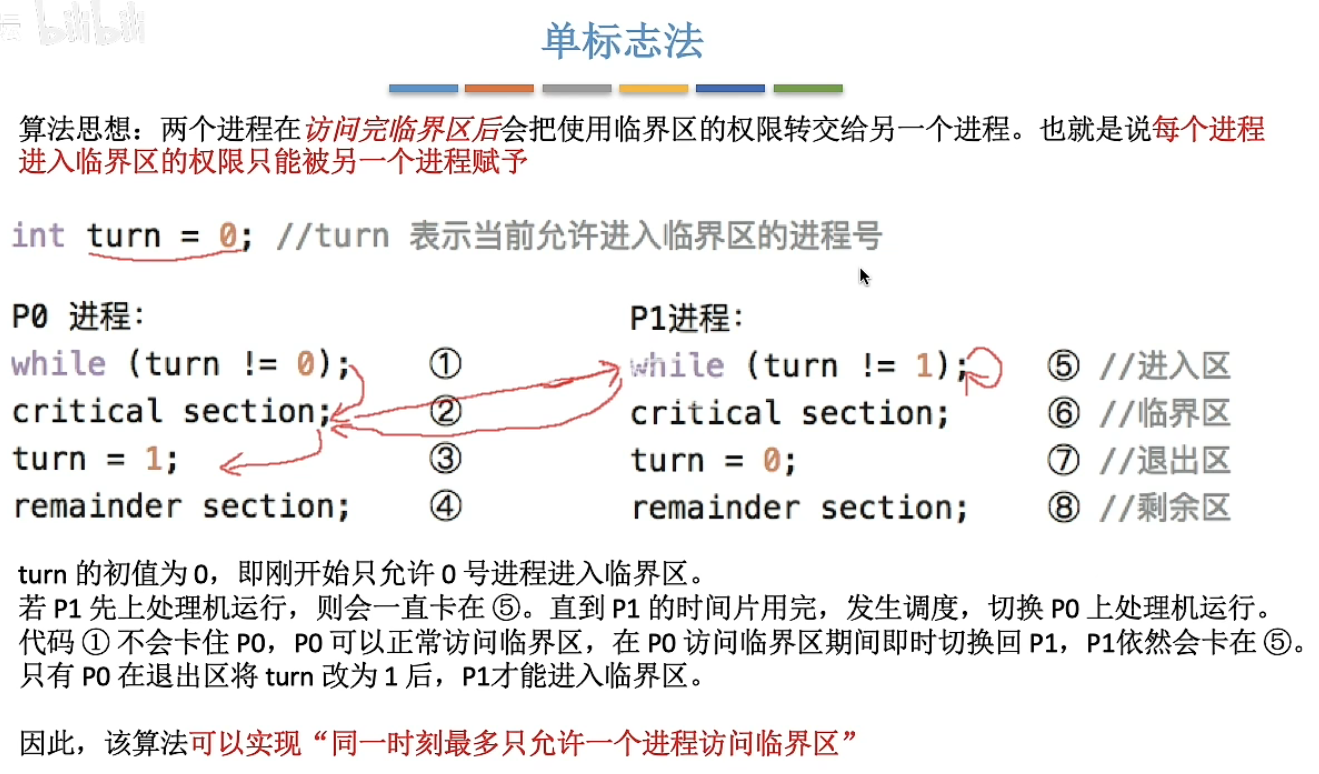 bilibili
单标志法
算法思想：两个进程在访问完临界区后会把使用临界区的权限转交给另一个进程。也就是说每个进程
进入临界区的权限只能被另一个进程赋予
int turn = 0; //turn 表示当前允许进入临界区的进程号
P0 进程：
while (turn != 0); ①
critical section; ②
turn = 1; ③
remainder section; ④
P1进程：
while (turn != 1); ⑤ //进入区
critical section; ⑥ //临界区
turn = 0; ⑦ //退出区
remainder section; ⑧ //剩余区
turn 的初值为 0，即刚开始只允许 0 号进程进入临界区。
若 P1 先上处理机运行，则会一直卡在 ⑤。直到 P1 的时间片用完，发生调度，切换 P0 上处理机运行。
代码 ① 不会卡住 P0，P0 可以正常访问临界区，在 P0 访问临界区期间即时切换回 P1，P1依然会卡在 ⑤。
只有 P0 在退出区将 turn 改为 1 后，P1才能进入临界区。
因此，该算法可以实现“同一时刻最多只允许一个进程访问临界区”